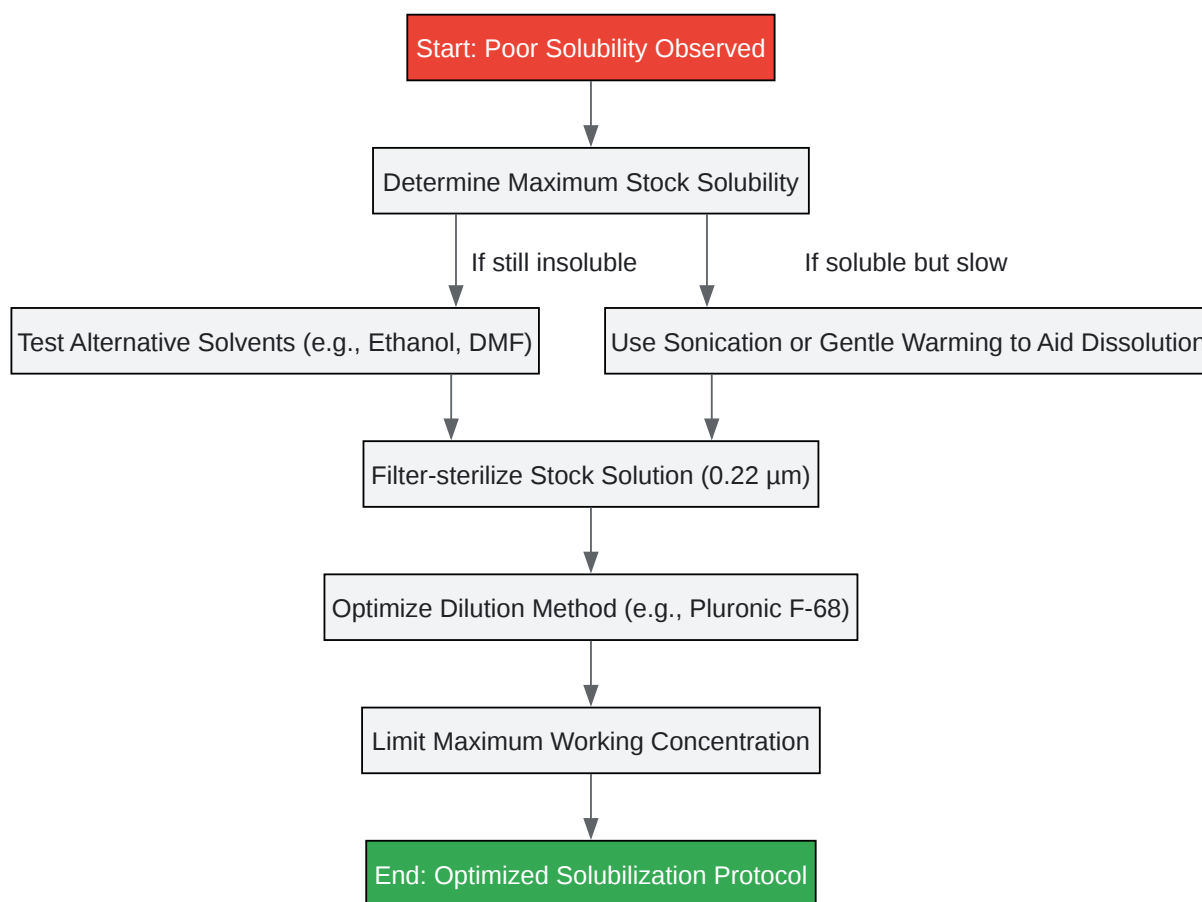 Start: Poor Solubility Observed
Determine Maximum Stock Solubility
If still insoluble
If soluble but slow
Test Alternative Solvents (e.g., Ethanol, DMF)
Use Sonication or Gentle Warming to Aid Dissolution
Filter-sterilize Stock Solution (0.22 µm)
Optimize Dilution Method (e.g., Pluronic F-68)
Limit Maximum Working Concentration
End: Optimized Solubilization Protocol